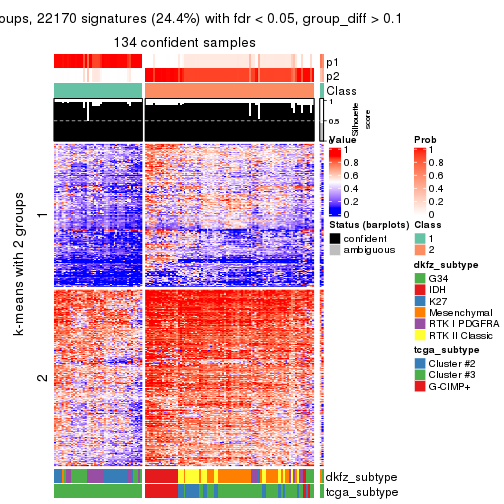 oups, 22170 signatures (24.4%) with fdr < 0.05, group_diff > 0.1
134 confident samples
p1
p2
Class
1
0.5
Silhouette
score
k-means with 2 groups
1
2
Value
1
0.8
0.6
0.4
0.2
0
Prob
1
0.8
0.6
0.4
0.2
0
Status (barplots)
confident
ambiguous
Class
1
2
dkfz_subtype
G34
IDH
K27
Mesenchymal
RTK I PDGFRA
RTK II Classic
tcga_subtype
Cluster #2
Cluster #3
G-CIMP+
dkfz_subtype
tcga_subtype